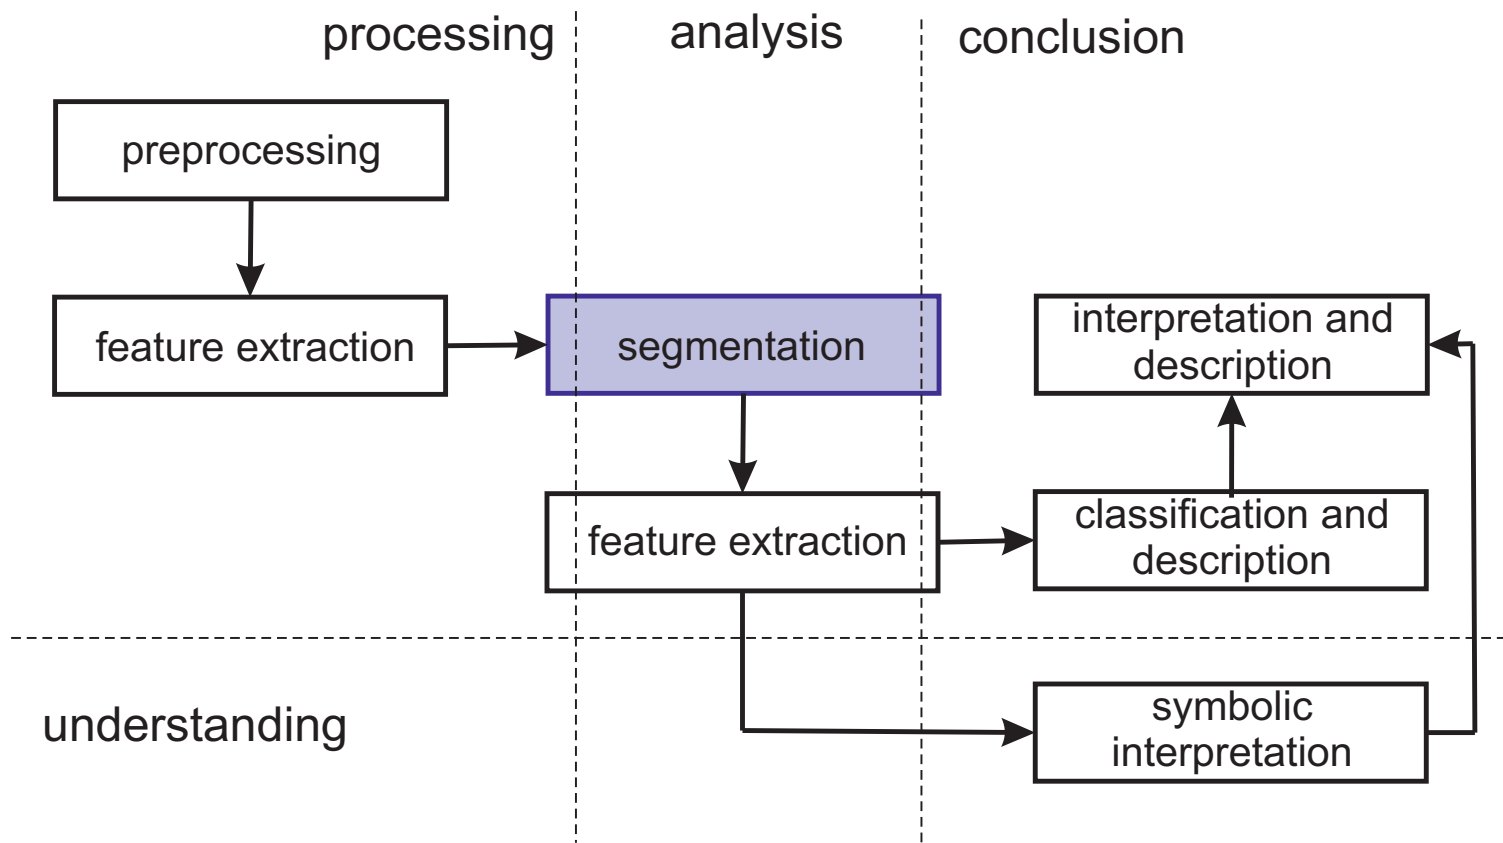 processing
analysis
conclusion
preprocessing
feature extraction
segmentation
interpretation and
description
feature extraction
classification and
description
understanding
symbolic
interpretation